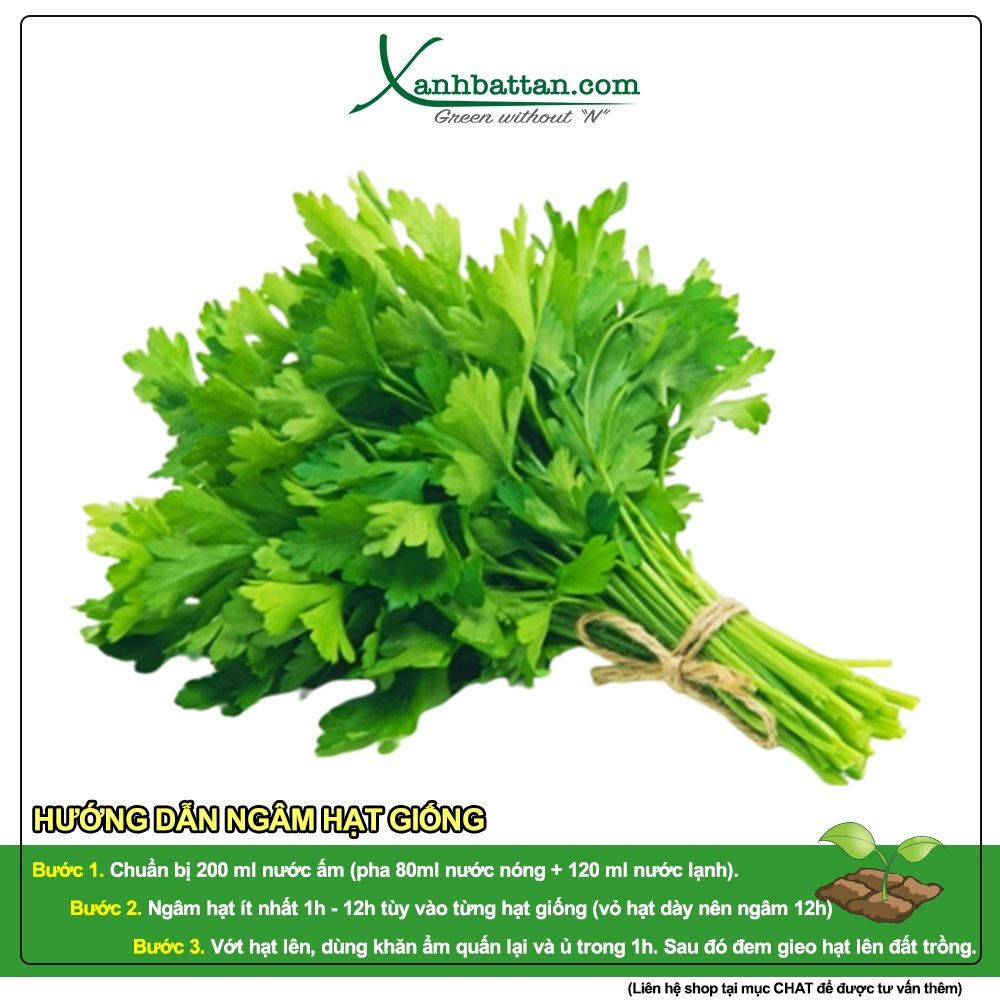 Xanhbattan.com
Green without "N"
HƯỚNG DẪN NGÂM HẠT GIỐNG
Bước 1. Chuẩn bị 200 ml nước ấm (pha 80ml nước nóng + 120 ml nước lạnh).
Bước 2. Ngâm hạt ít nhất 1h - 12h tùy vào từng hạt giống (vỏ hạt dày nên ngâm 12h)
Bước 3. Vớt hạt lên, dùng khăn ẩm quấn lại và ủ trong 1h. Sau đó đem gieo hạt lên đất trồng.
(Liên hệ shop tại mục CHAT để được tư vấn thêm)